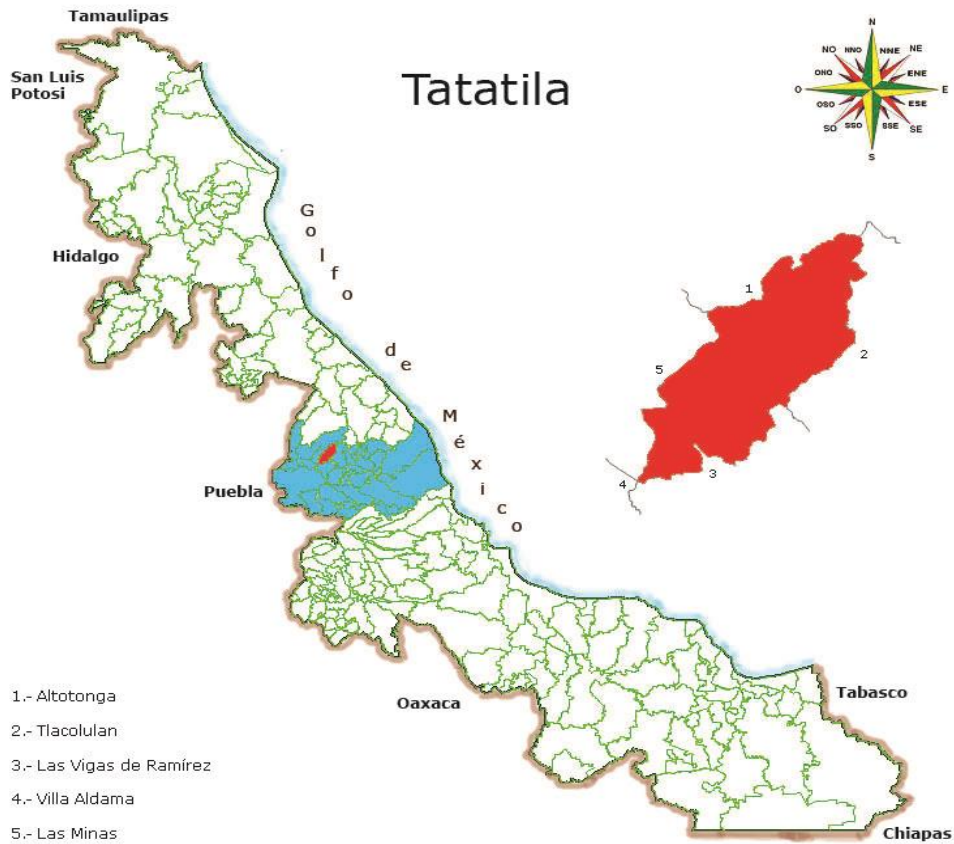 Tamaulipas
San Luis
Potosi
Tatatila
N
NNO
NNE
NO
NE
ONO
ENE
O
E
OSO
ESE
SO
SSO
SSE
SE
S
Golfo de México
Hidalgo
1
2
5
3
4
Puebla
Oaxaca
Tabasco
Chiapas
1.- Altotonga
2.- Tlacolulan
3.- Las Vigas de Ramírez
4.- Villa Aldama
5.- Las Minas